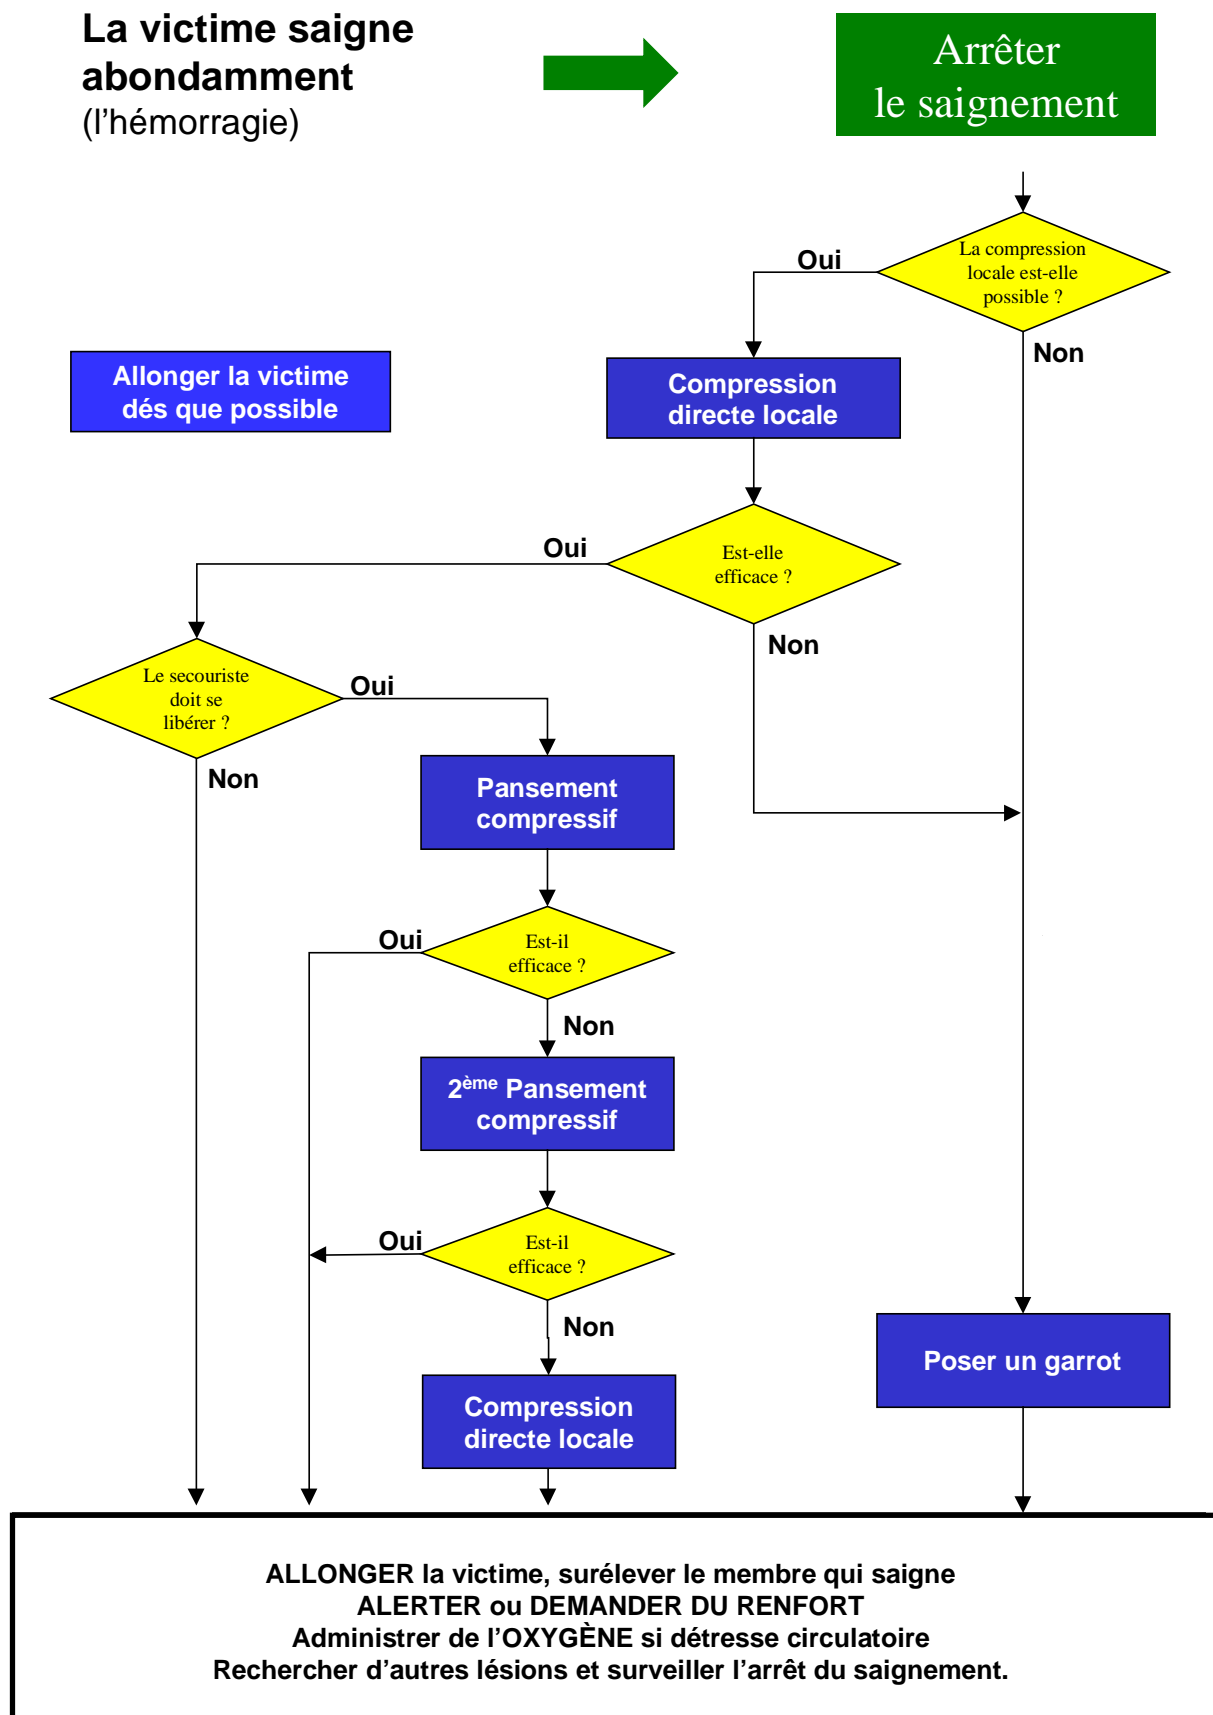 La victime saigne
abondamment
(l'hémorragie)
Arrêter
le saignement
La compression
locale est-elle
possible ?
Oui
Non
Allonger la victime
dés que possible
Compression
directe locale
Est-elle
efficace ?
Oui
Non
Le secouriste
doit se
libérer ?
Oui
Non
Pansement
compressif
Est-il
efficace ?
Oui
Non
2ème Pansement
compressif
Est-il
efficace ?
Oui
Non
Compression
directe locale
Poser un garrot
ALLONGER la victime, surélever le membre qui saigne
ALERTER ou DEMANDER DU RENFORT
Administrer de l'OXYGÈNE si détresse circulatoire
Rechercher d'autres lésions et surveiller l'arrêt du saignement.